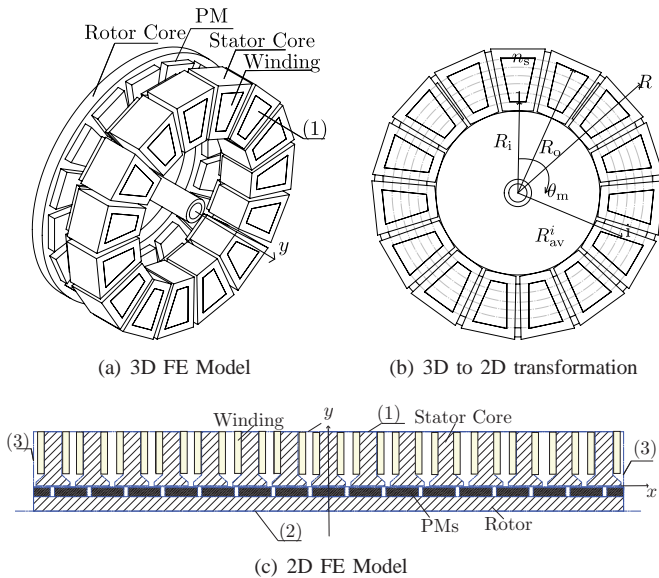 PM
Rotor Core
Stator Core
Winding
(1)
y
(a) 3D FE Model
n_s
R
R_i
R_o
θ_m
i
1
R^i_av
(b) 3D to 2D transformation
Winding
y
(1)
Stator Core
(3)
(3)
x
(2)
PMs
Rotor
(c) 2D FE Model